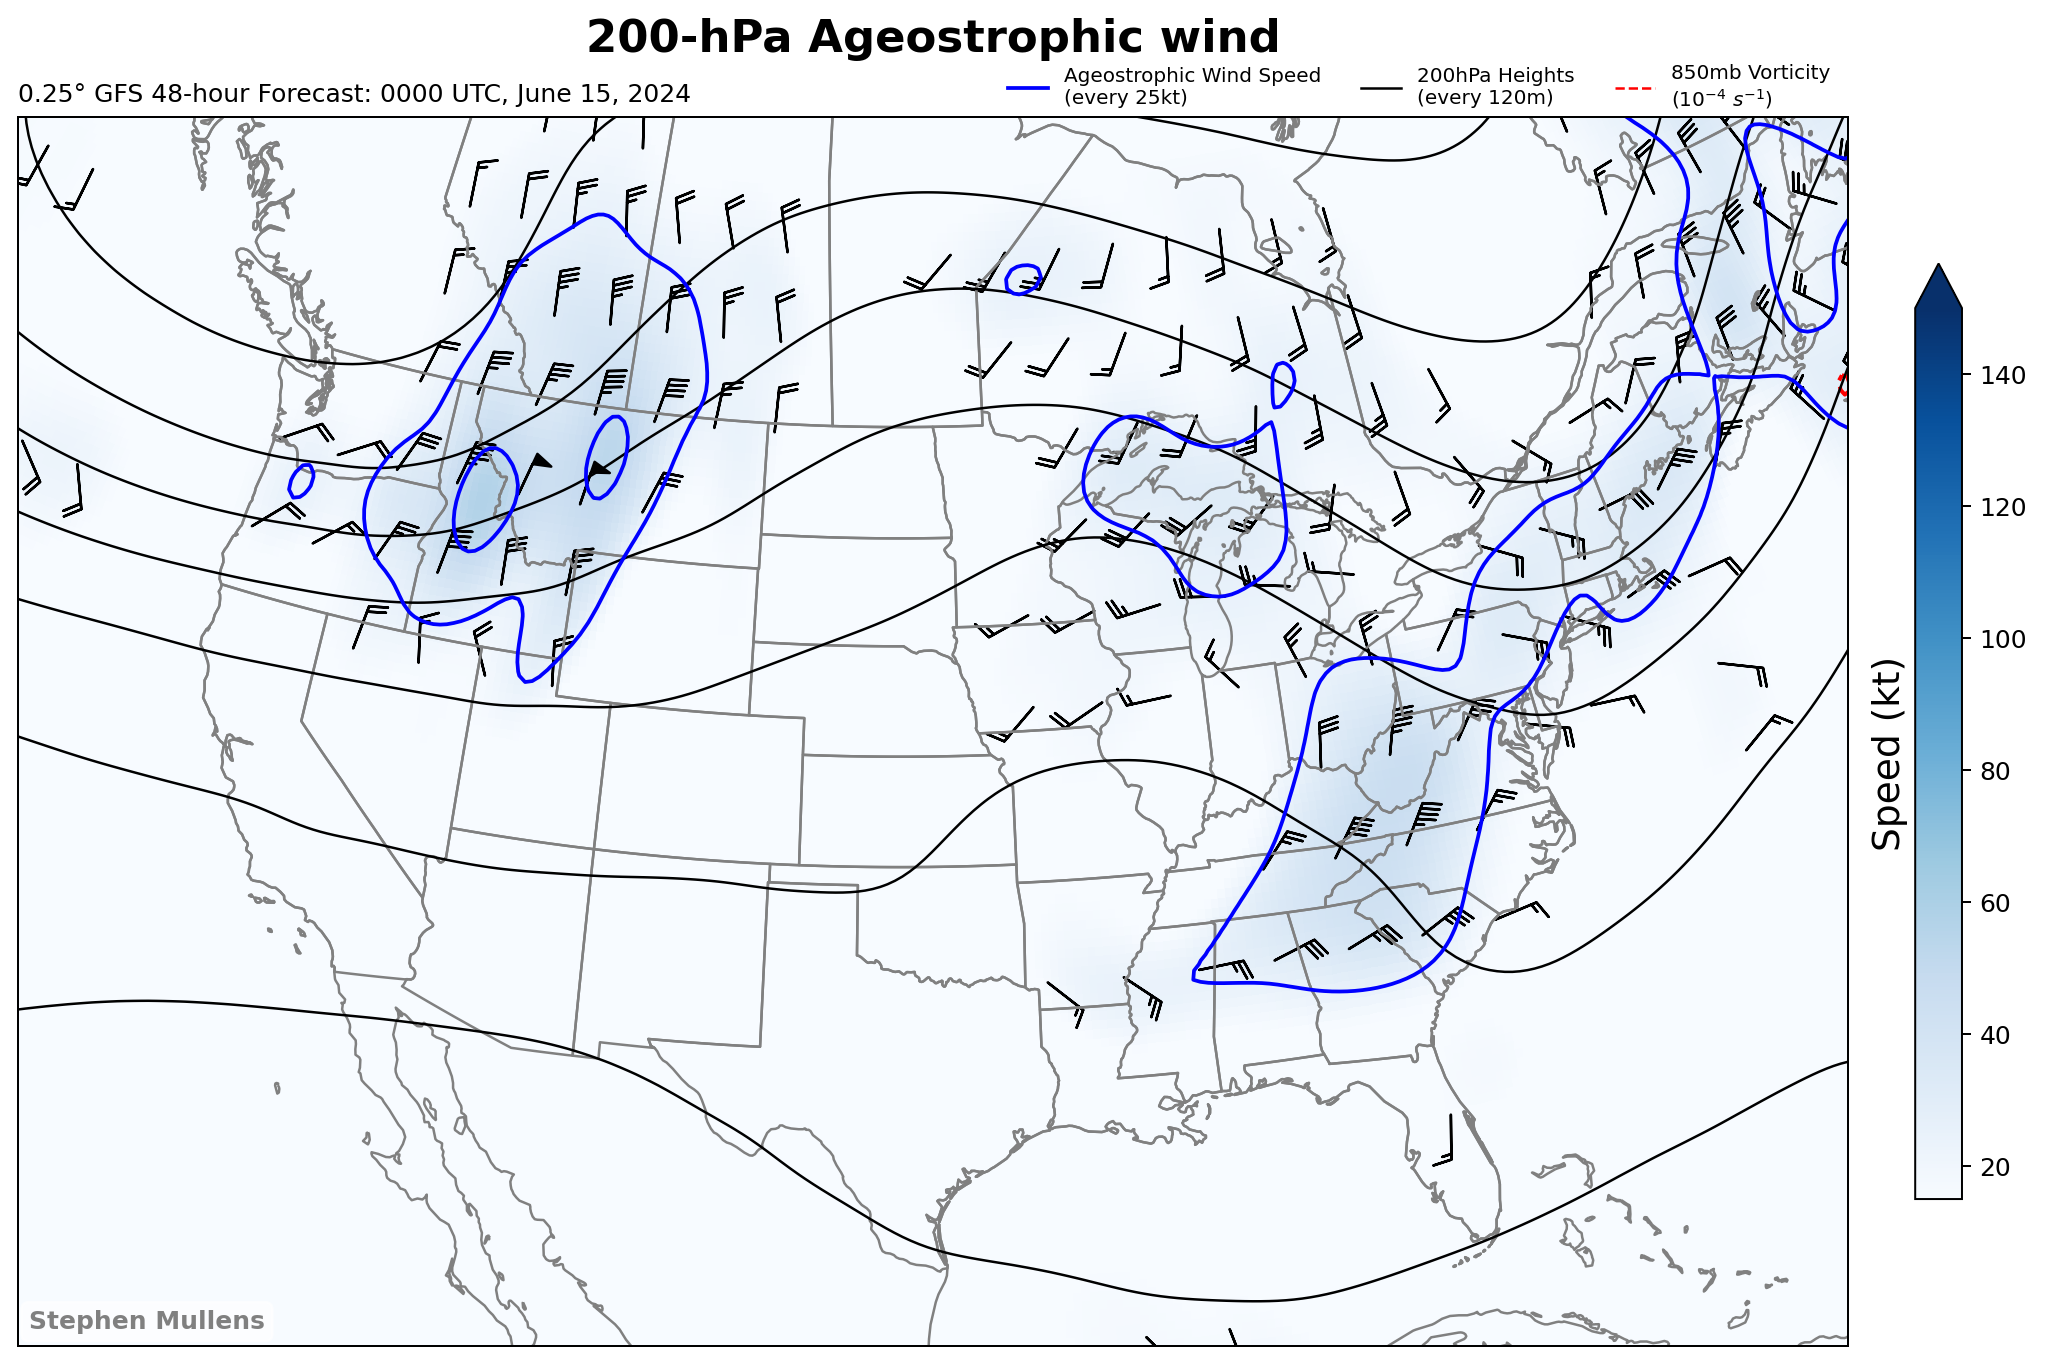 200-hPa Ageostrophic wind
0.25° GFS 48-hour Forecast: 0000 UTC, June 15, 2024
Ageostrophic Wind Speed
(every 25kt)
200hPa Heights
(every 120m)
850mb Vorticity
(10⁻⁴ s⁻¹)
140
120
100
80
60
40
20
Speed (kt)
Stephen Mullens